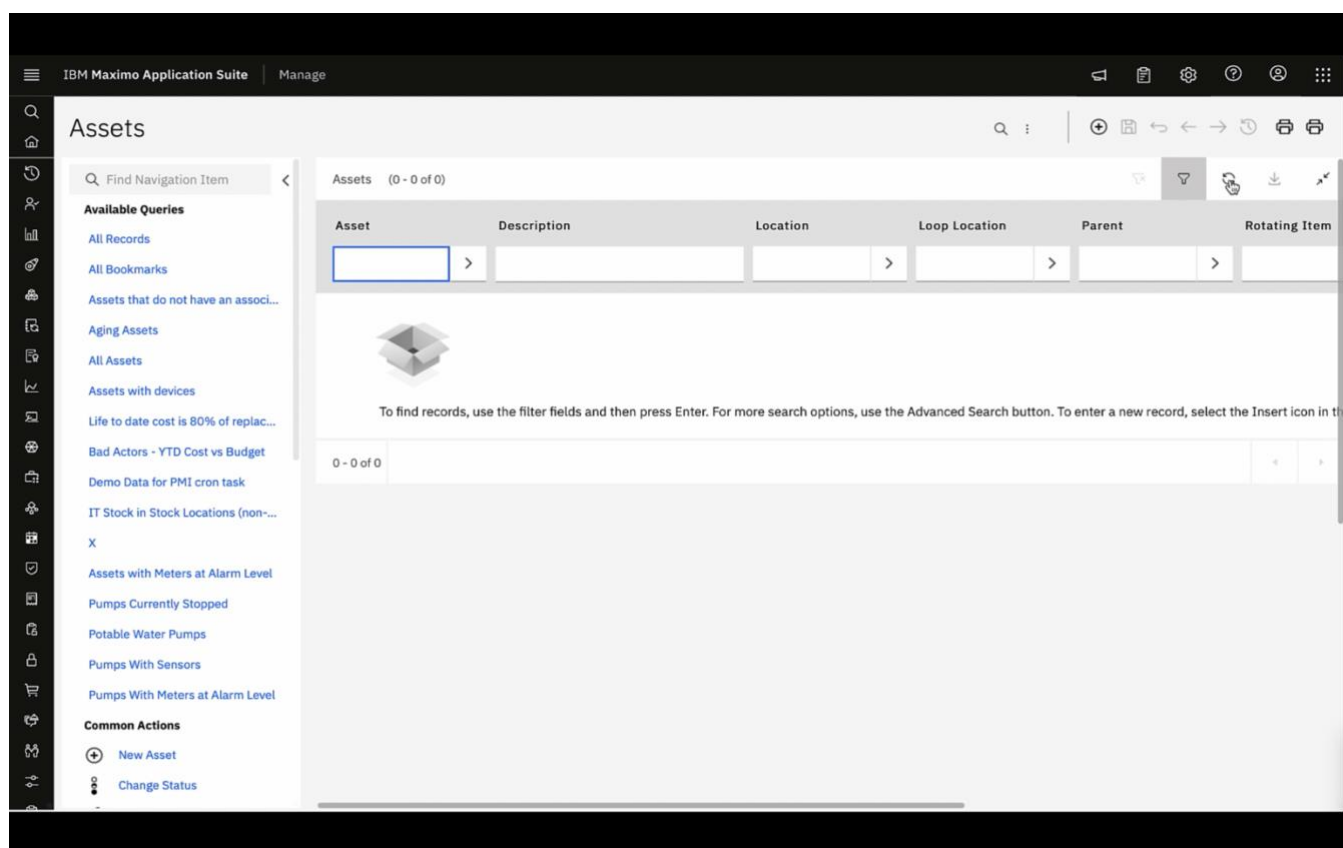 IBM Maximo Application Suite
Manage
Assets
Find Navigation Item
Available Queries
All Records
All Bookmarks
Assets that do not have an associ...
Aging Assets
All Assets
Assets with devices
Life to date cost is 80% of replac...
Bad Actors - YTD Cost vs Budget
Demo Data for PMI cron task
IT Stock in Stock Locations (non-...
X
Assets with Meters at Alarm Level
Pumps Currently Stopped
Potable Water Pumps
Pumps With Sensors
Pumps With Meters at Alarm Level
Common Actions
New Asset
Change Status
Assets (0 - 0 of 0)
Asset Description Location Loop Location Parent Rotating Item
To find records, use the filter fields and then press Enter. For more search options, use the Advanced Search button. To enter a new record, select the Insert icon in
0 - 0 of 0